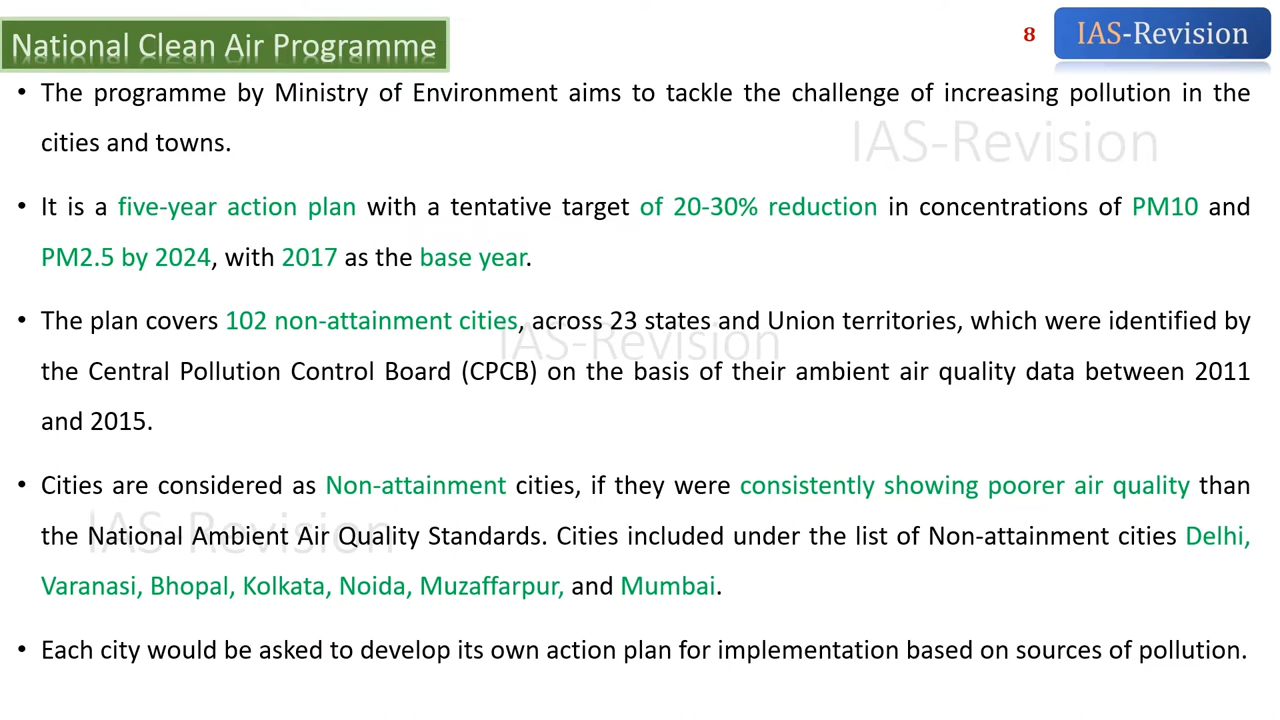 National Clean Air Programme
8
IAS-Revision
• The programme by Ministry of Environment aims to tackle the challenge of increasing pollution in the
cities and towns.
IAS-Revision
• It is a five-year action plan with a tentative target of 20-30% reduction in concentrations of PM10 and
PM2.5 by 2024, with 2017 as the base year.
• The plan covers 102 non-attainment cities, across 23 states and Union territories, which were identified by
IAS-Revision
the Central Pollution Control Board (CPCB) on the basis of their ambient air quality data between 2011
and 2015.
• Cities are considered as Non-attainment cities, if they were consistently showing poorer air quality than
IAS-Revision
the National Ambient Air Quality Standards. Cities included under the list of Non-attainment cities Delhi,
Varanasi, Bhopal, Kolkata, Noida, Muzaffarpur, and Mumbai.
• Each city would be asked to develop its own action plan for implementation based on sources of pollution.